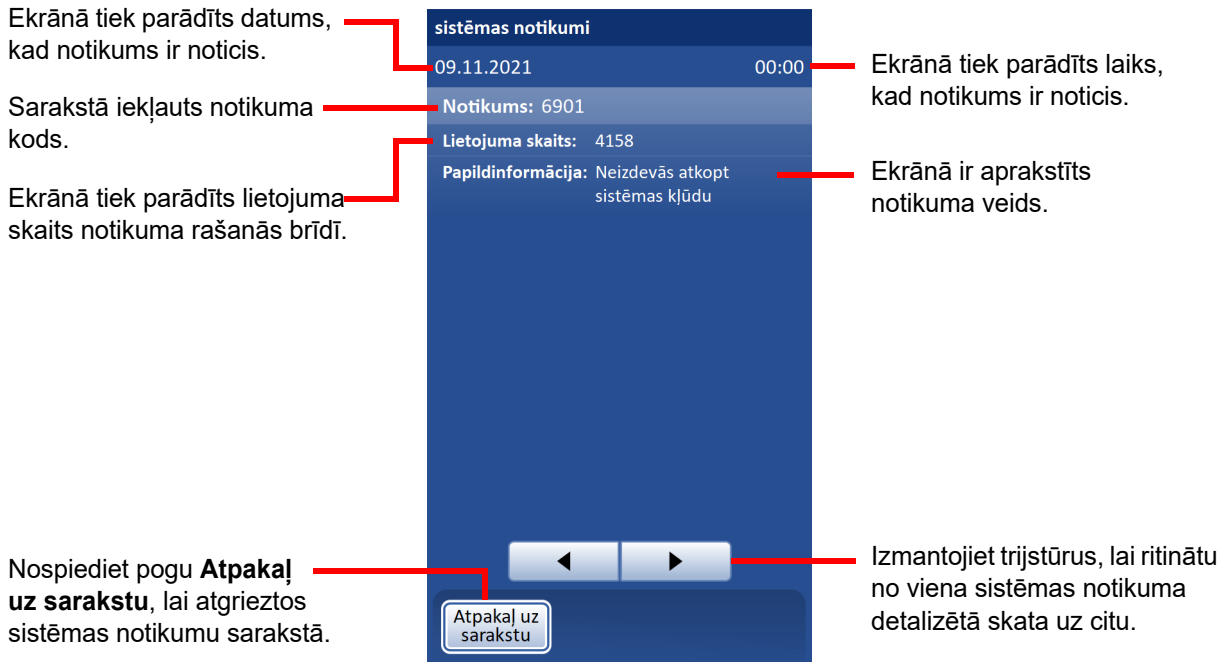 Ekrānā tiek parādīts datums,
kad notikums ir noticis.
Sarakstā iekļauts notikuma
kods.
Ekrānā tiek parādīts lietojuma
skaits notikuma rašanās brīdī.
Nospiediet pogu Atpakaļ
uz sarakstu, lai atgrieztos
sistēmas notikumu sarakstā.
sistēmas notikumi
09.11.2021 00:00
Notikums: 6901
Lietojuma skaits: 4158
Papildinformācija: Neizdevās atkopt
sistēmas kļūdu
Atpakaļ uz
sarakstu
Ekrānā tiek parādīts laiks,
kad notikums ir noticis.
Ekrānā ir aprakstīts
notikuma veids.
Izmantojiet trijstūrus, lai ritinātu
no viena sistēmas notikuma
detalizētā skata uz citu.